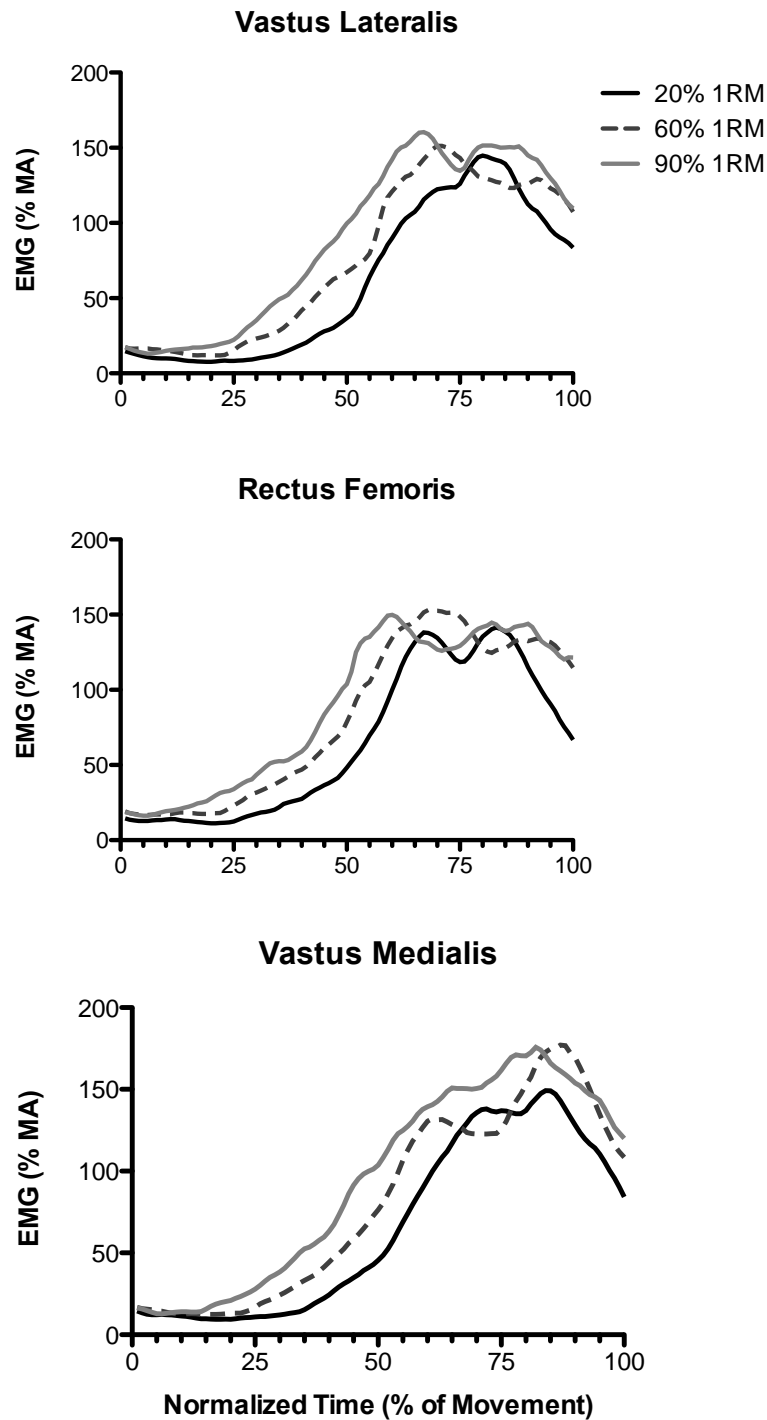 Vastus Lateralis
200
150
100
50
0
EMG (% MA)
0 25 50 75 100
20% 1RM
60% 1RM
90% 1RM
Rectus Femoris
200
150
100
50
0
EMG (% MA)
0 25 50 75 100
Vastus Medialis
200
150
100
50
0
EMG (% MA)
0 25 50 75 100
Normalized Time (% of Movement)